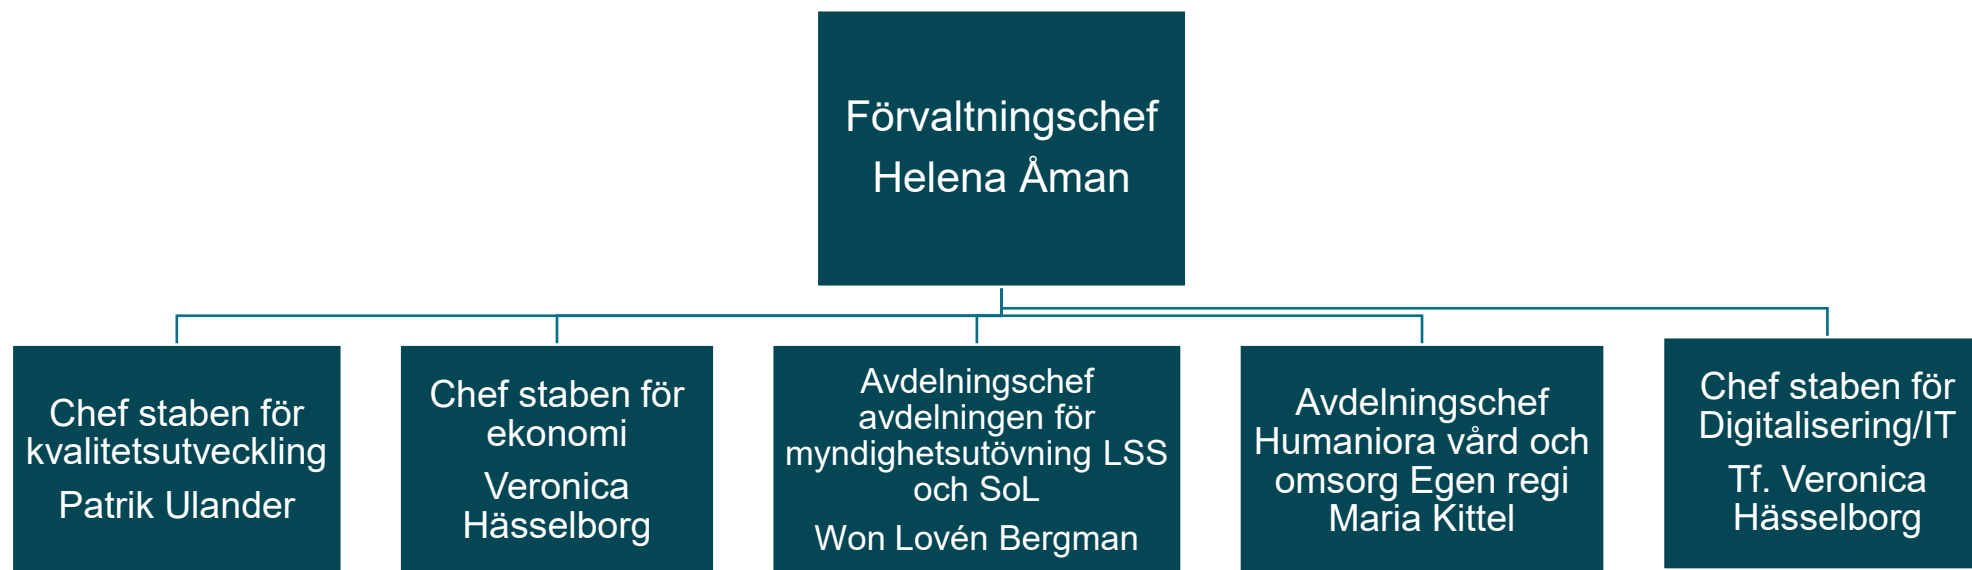 Förvaltningschef
Helena Åman
Chef staben för
kvalitetsutveckling
Patrik Ulander
Chef staben för
ekonomi
Veronica
Hässelborg
Avdelningschef
avdelningen för
myndighetsutövning LSS
och SoL
Won Lovén Bergman
Avdelningschef
Humaniora vård och
omsorg Egen regi
Maria Kittel
Chef staben för
Digitalisering/IT
Tf. Veronica
Hässelborg